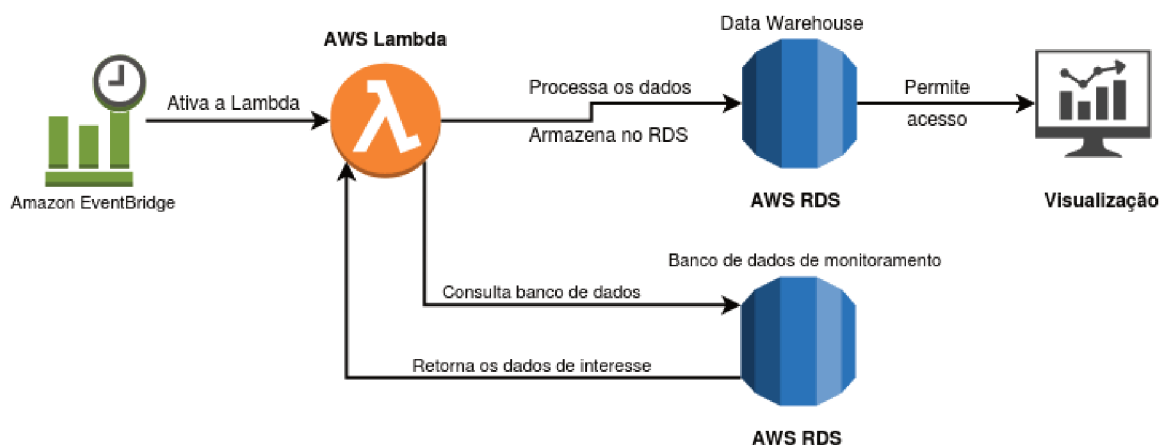 AWS Lambda
Data Warehouse
Ativa a Lambda
Processa os dados
Armazena no RDS
Permite
acesso
Amazon EventBridge
AWS RDS
Visualização
Banco de dados de monitoramento
Consulta banco de dados
Retorna os dados de interesse
AWS RDS